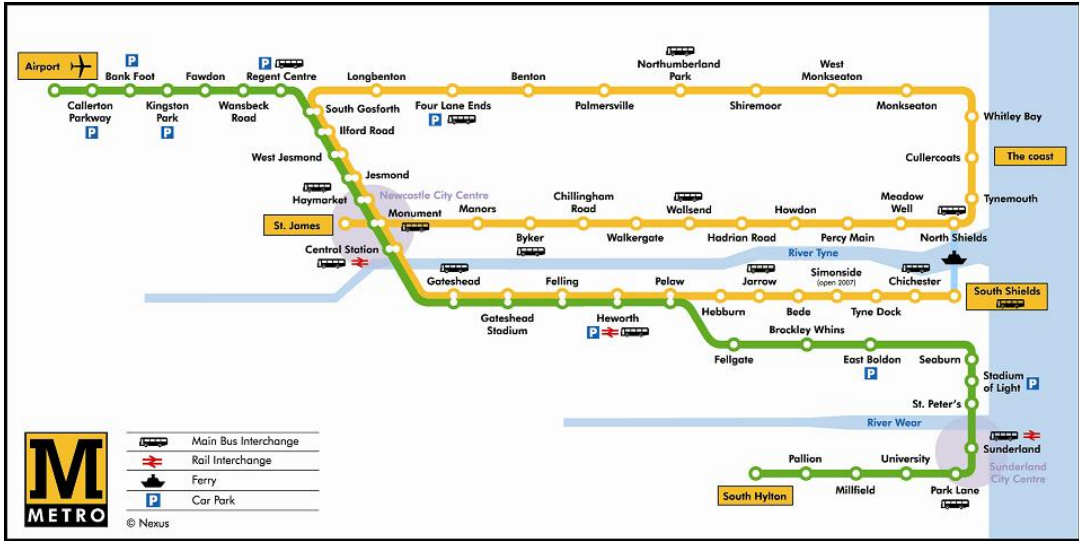 Airport
Bank Foot
Fawdon
Regent Centre
Callerton
Parkway
Kingston
Park
Wansbeck
Road
P
P
P
P
Longbenton
Benton
Northumberland
Park
West
Monkseaton
South Gosforth
Four Lane Ends
P
Palmersville
Shiremoor
Monkseaton
Whitley Bay
Ilford Road
West Jesmond
Cullercoats
The coast
Jesmond
Haymarket
Newcastle City Centre
Tynemouth
St. James
Monument
Manors
Chillingham
Road
Wallsend
Howdon
Meadow
Well
Byker
Walkergate
Hadrian Road
Percy Main
North Shields
Central Station
River Tyne
Gateshead
Felling
Pelaw
Jarrow
Simonside
(open 2007)
Chichester
South Shields
Gateshead
Stadium
Heworth
P
Hebburn
Bede
Tyne Dock
Brockley Whins
Fellgate
East Boldon
P
Seaburn
Stadium
of Light
P
St. Peter's
River Wear
Sunderland
Sunderland
City Centre
Pallion
University
South Hylton
Millfield
Park Lane
M
METRO
Main Bus Interchange
Rail Interchange
Ferry
P
Car Park
© Nexus